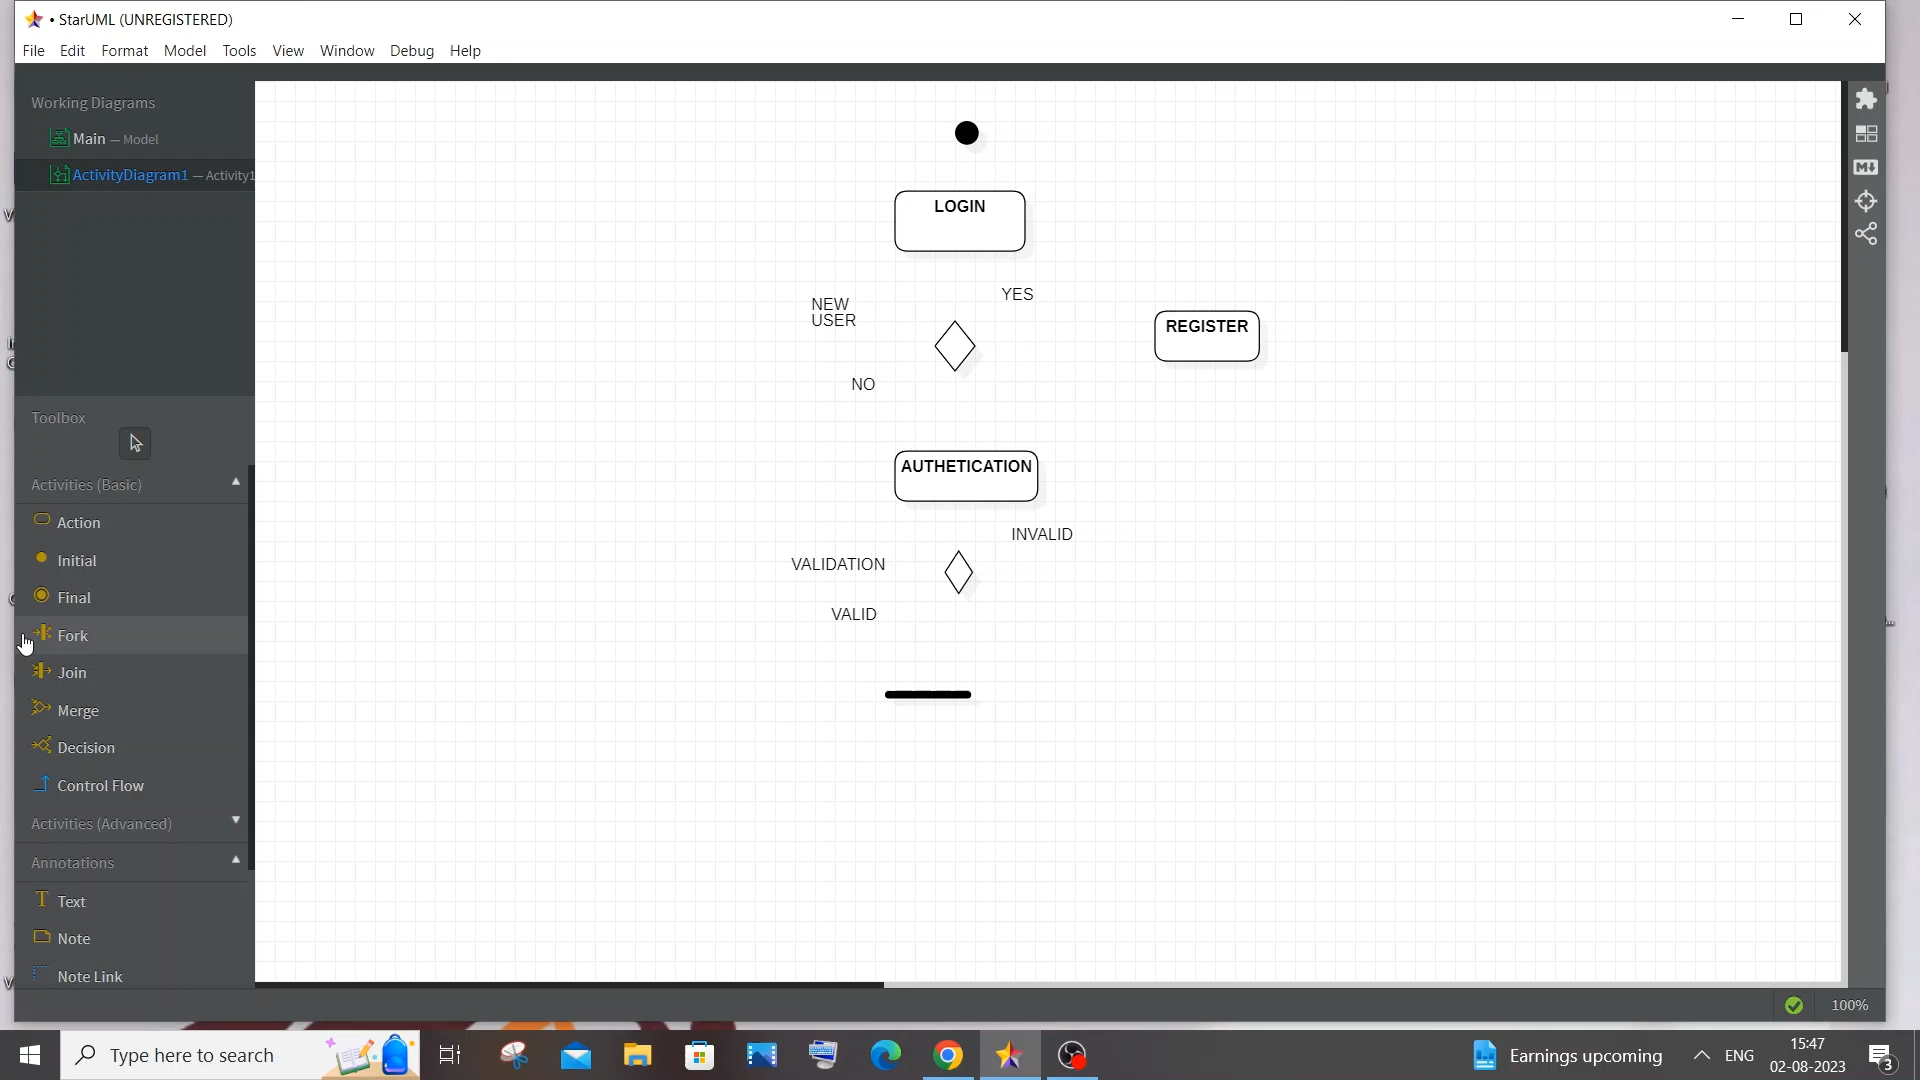 • StarUML (UNREGISTERED)
File Edit Format Model Tools View Window Debug Help
Working Diagrams
Main — Model
ActivityDiagram1 — Activity1
Toolbox
Activities (Basic)
Action
Initial
Final
Fork
Join
Merge
Decision
Control Flow
Activities (Advanced)
Annotations
Text
Note
Note Link
LOGIN
YES
NEW
USER
REGISTER
NO
AUTHETICATION
INVALID
VALIDATION
VALID
100%
Type here to search
Earnings upcoming
ENG
15:47
02-08-2023
3